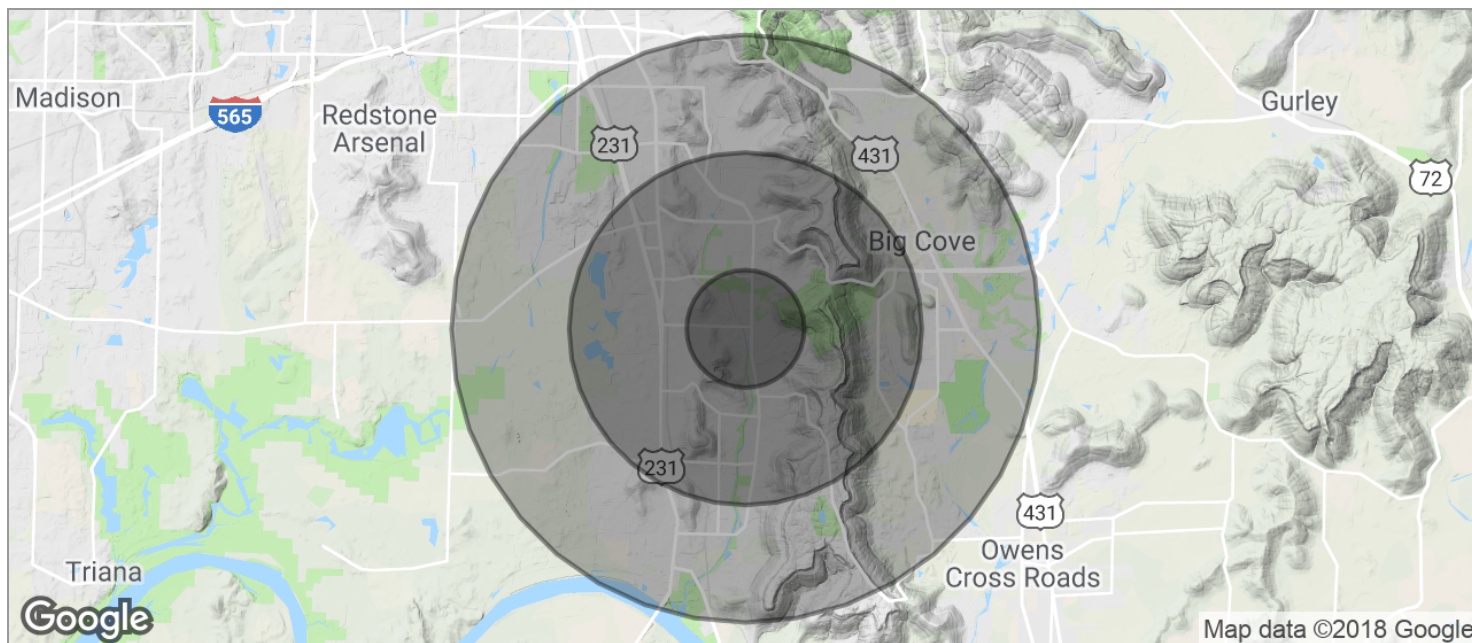 Madison
565
Redstone
Arsenal
231
431
Gurley
72
Big Cove
231
431
Owens
Cross Roads
Triana
Google
Map data ©2018 Google